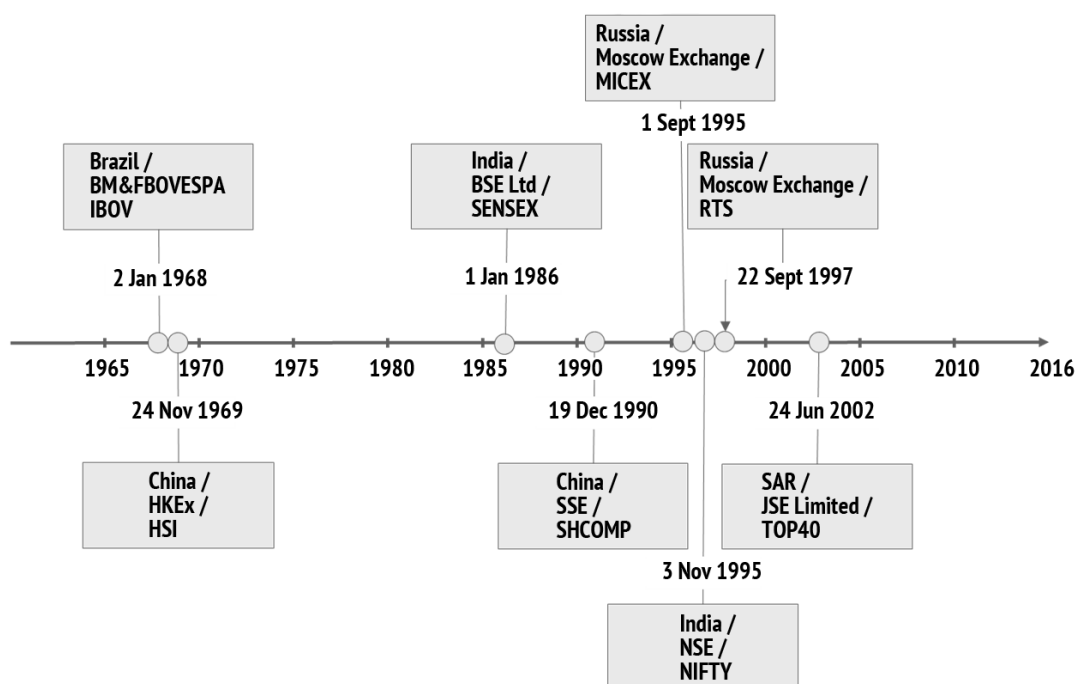 Russia /
Moscow Exchange /
MICEX
1 Sept 1995
Brazil /
BM&FBOVESPA
IBOV
2 Jan 1968
India /
BSE Ltd /
SENSEX
1 Jan 1986
Russia /
Moscow Exchange /
RTS
22 Sept 1997
1965 1970 1975 1980 1985 1990 1995 2000 2005 2010 2016
24 Nov 1969
China /
HKEx /
HSI
19 Dec 1990
China /
SSE /
SHCOMP
24 Jun 2002
SAR /
JSE Limited /
TOP40
3 Nov 1995
India /
NSE /
NIFTY